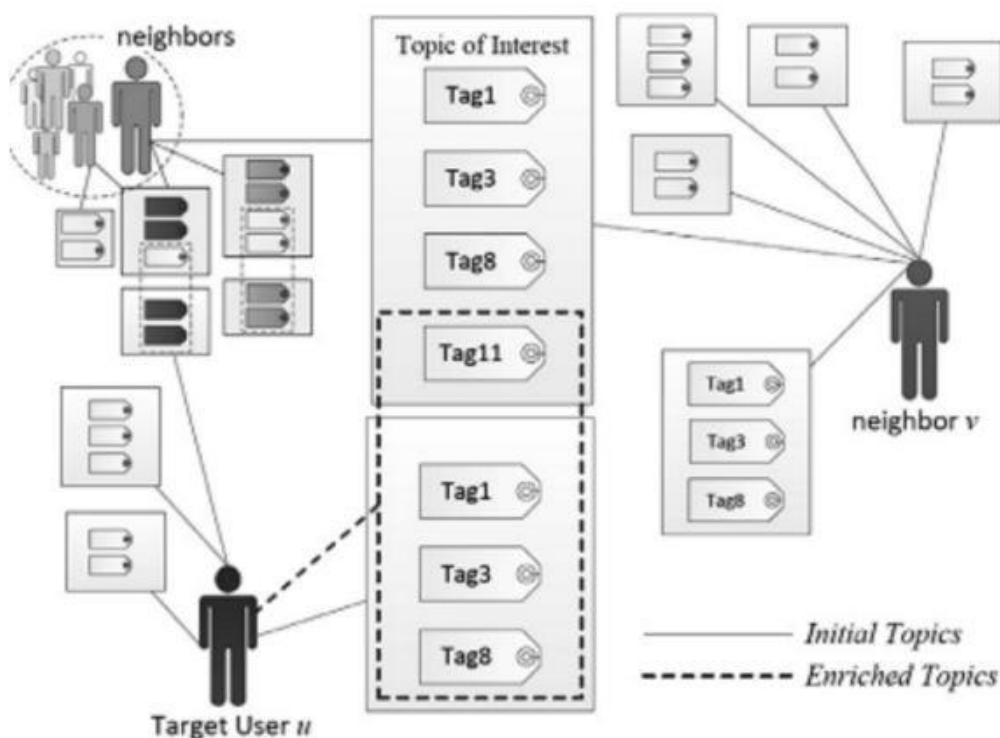 neighbors
Topic of Interest
Tag1
Tag3
Tag8
Tag11
Tag1
Tag3
Tag8
neighbor v
Tag1
Tag3
Tag8
Target User u
Initial Topics
Enriched Topics